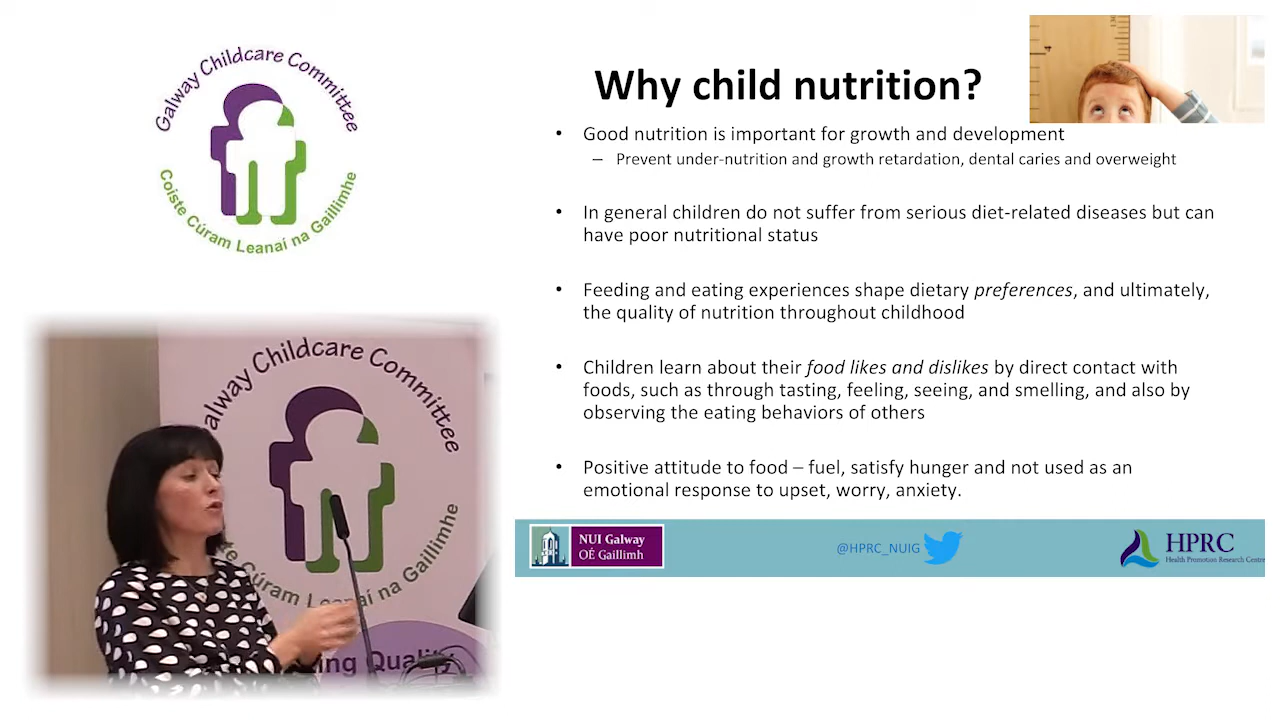 Galway Childcare Committee
Coiste Cúram Leanaí na Gaillimhe
Why child nutrition?
• Good nutrition is important for growth and development
– Prevent under-nutrition and growth retardation, dental caries and overweight
• In general children do not suffer from serious diet-related diseases but can
have poor nutritional status
• Feeding and eating experiences shape dietary preferences, and ultimately,
the quality of nutrition throughout childhood
• Children learn about their food likes and dislikes by direct contact with
foods, such as through tasting, feeling, seeing, and smelling, and also by
observing the eating behaviors of others
• Positive attitude to food – fuel, satisfy hunger and not used as an
emotional response to upset, worry, anxiety.
NUI Galway
OÉ Gaillimh
@HPRC_NUIG
HPRC
Health Promotion Research Centre
alway Childcare Committee
Cúram Leanaí na Gaillimhe
ing Quality